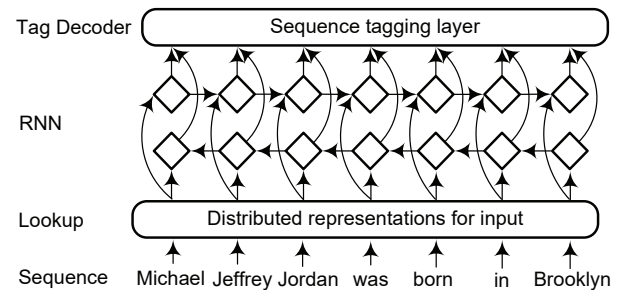 Tag Decoder Sequence tagging layer
RNN
Lookup Distributed representations for input
Sequence Michael Jeffrey Jordan was born in Brooklyn